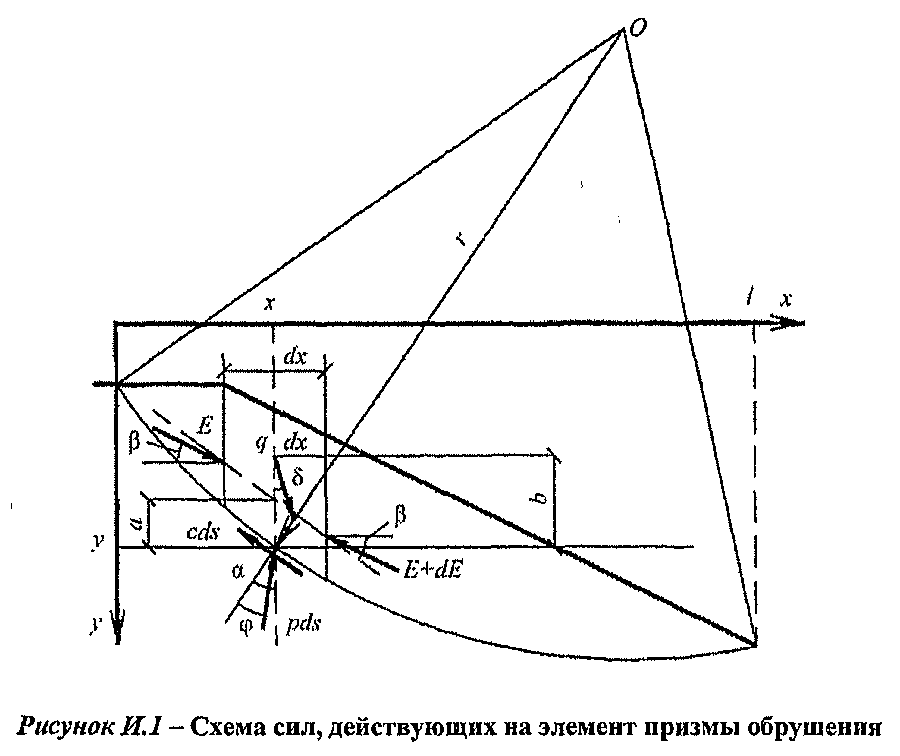 O
r
x
l
x
dx
E
β
q
dx
δ
b
a
β
y
cds
E+dE
α
φ
pds
y
Рисунок И.1 – Схема сил, действующих на элемент призмы обрушения